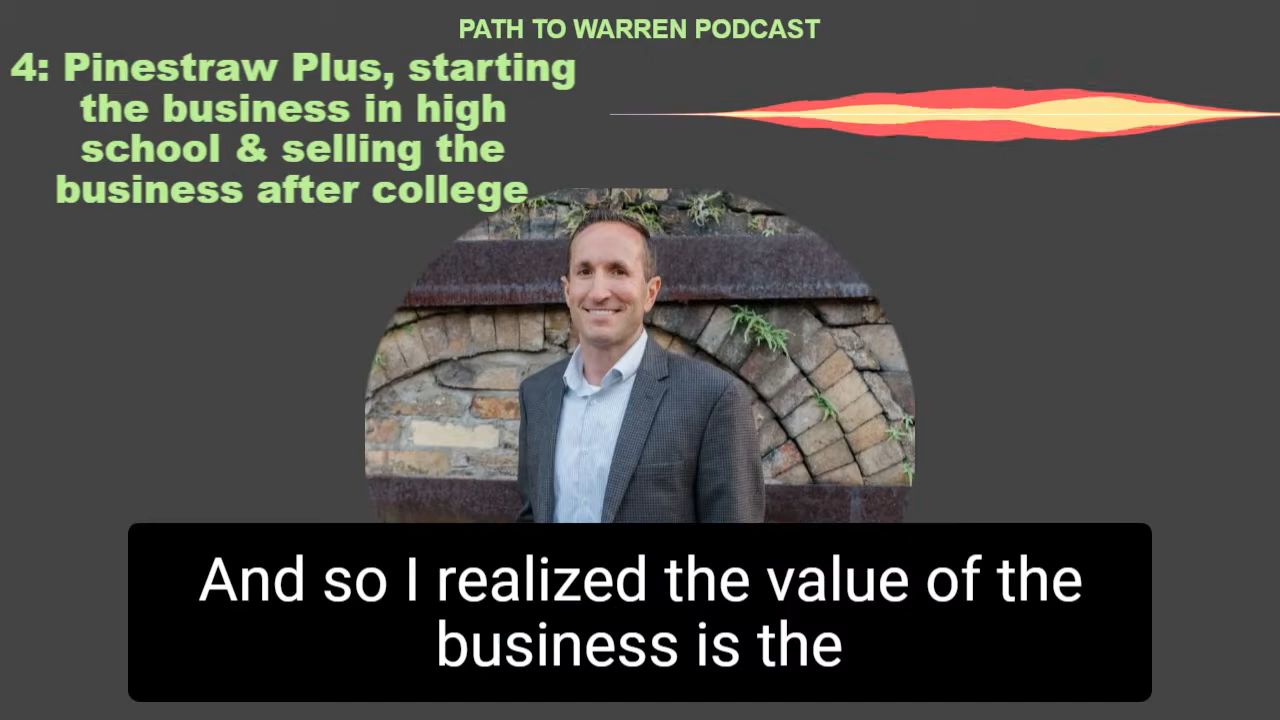 PATH TO WARREN PODCAST
4: Pinestraw Plus, starting
the business in high
school & selling the
business after college
And so I realized the value of the
business is the